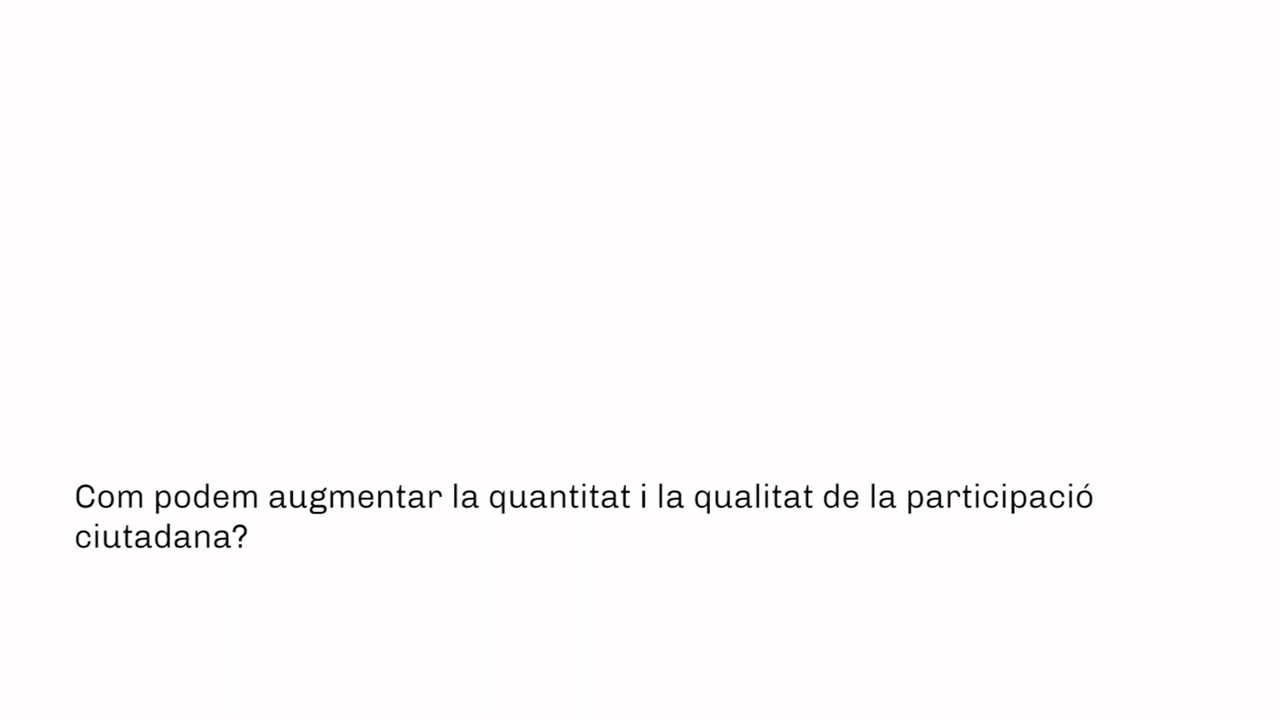 Com podem augmentar la quantitat i la qualitat de la participació
ciutadana?